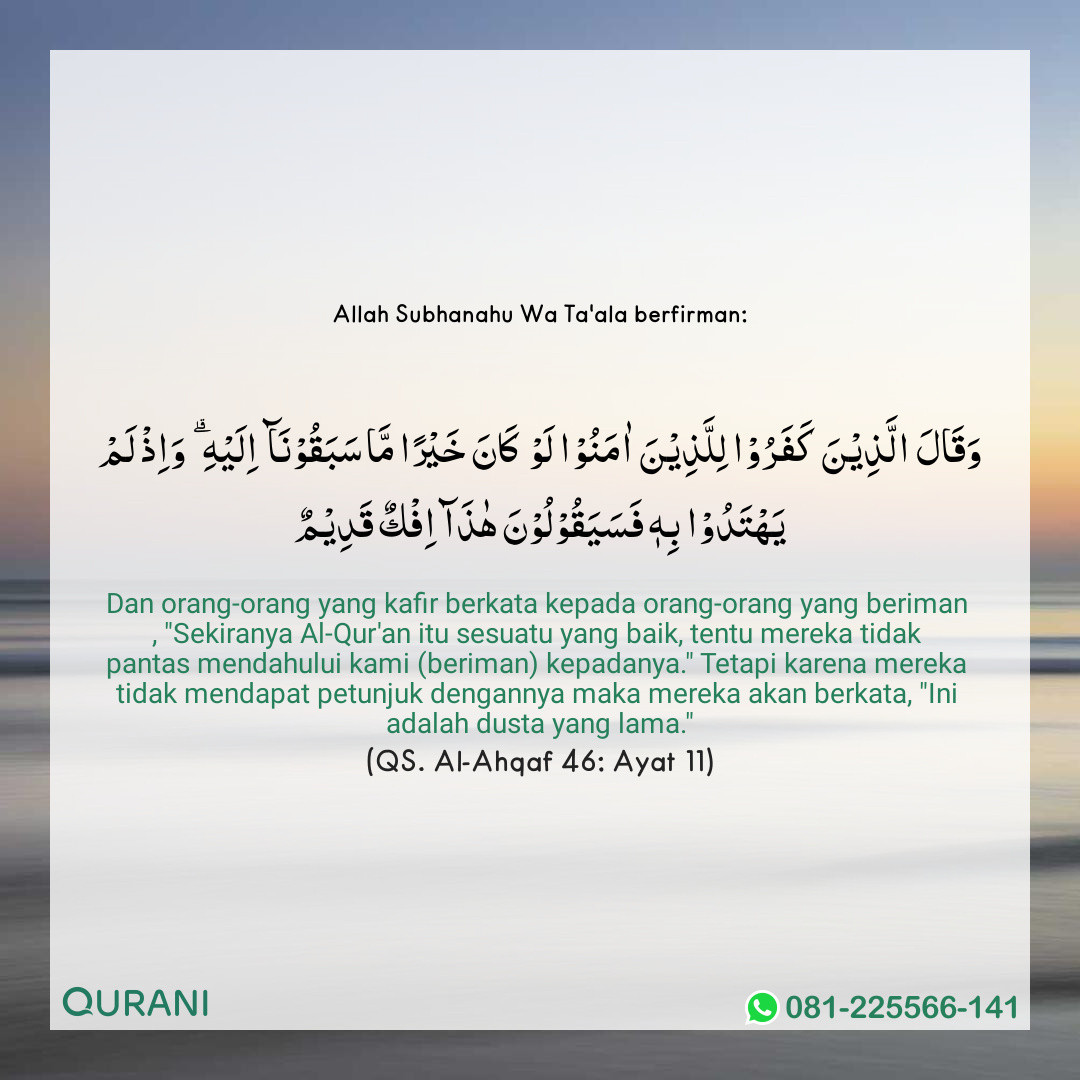 Allah Subhanahu Wa Ta'ala berfirman:
وَقَالَ الَّذِيْنَ كَفَرُوْا لِلَّذِيْنَ اٰمَنُوْا لَوْ كَانَ خَيْرًا مَّا سَبَقُوْنَآ اِلَيْهِ ۗ وَاِذْ لَمْ
يَهْتَدُوْا بِهٖ فَسَيَقُوْلُوْنَ هٰذَآ اِفْكٌ قَدِيْمٌ
Dan orang-orang yang kafir berkata kepada orang-orang yang beriman
, "Sekiranya Al-Qur'an itu sesuatu yang baik, tentu mereka tidak
pantas mendahului kami (beriman) kepadanya." Tetapi karena mereka
tidak mendapat petunjuk dengannya maka mereka akan berkata, "Ini
adalah dusta yang lama."
(QS. Al-Ahqaf 46: Ayat 11)
QURANI
081-225566-141